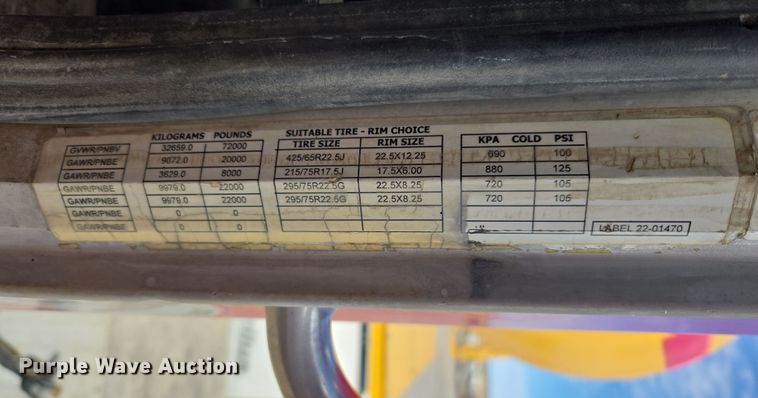 KILOGRAMS POUNDS SUITABLE TIRE - RIM CHOICE
TIRE SIZE RIM SIZE KPA COLD PSI
GVWR/PNBV 32659.0 72000
GAWR/PNBE 9072.0 20000 425/65R22.5J 22.5X12.25 690 100
GAWR/PNBE 3629.0 8000 215/75R17.5J 17.5X6.00 880 125
GAWR/PNBE 9979.0 22000 295/75R22.5G 22.5X8.25 720 105
GAWR/PNBE 9979.0 22000 295/75R22.5G 22.5X8.25 720 105
GAWR/PNBE 0 0
GAWR/PNBE 0 0
LABEL 22-01470
Purple Wave Auction